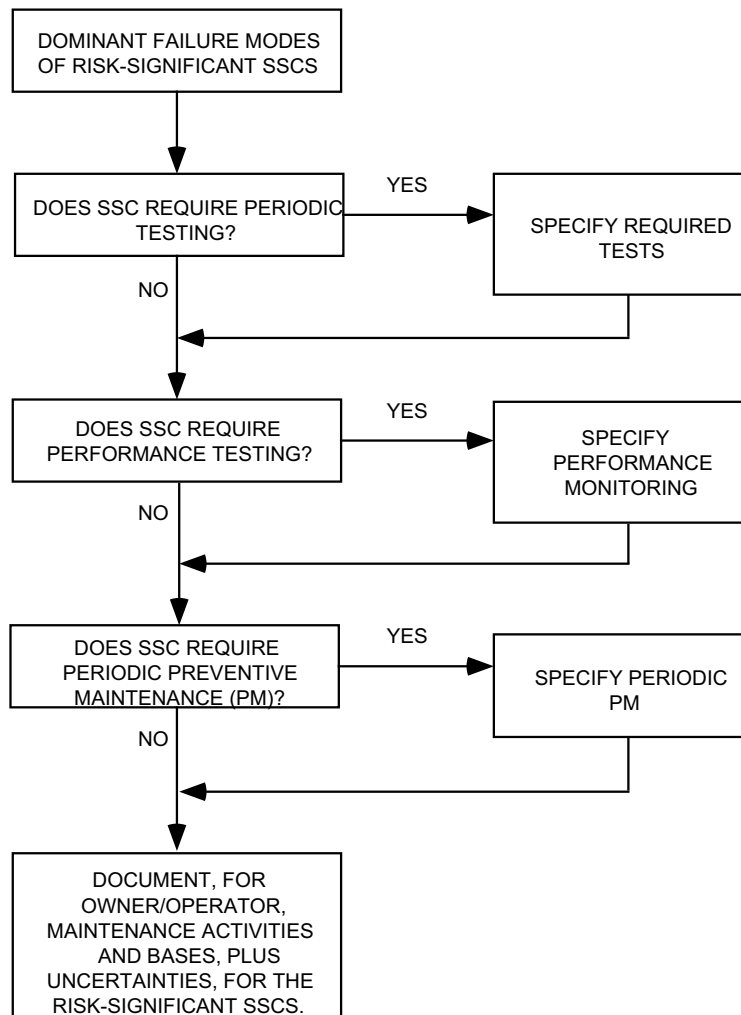 DOMINANT FAILURE MODES
OF RISK-SIGNIFICANT SSCS
DOES SSC REQUIRE PERIODIC
TESTING?
YES
SPECIFY REQUIRED
TESTS
NO
DOES SSC REQUIRE
PERFORMANCE TESTING?
YES
SPECIFY
PERFORMANCE
MONITORING
NO
DOES SSC REQUIRE
PERIODIC PREVENTIVE
MAINTENANCE (PM)?
YES
SPECIFY PERIODIC
PM
NO
DOCUMENT, FOR
OWNER/OPERATOR,
MAINTENANCE ACTIVITIES
AND BASES, PLUS
UNCERTAINTIES, FOR THE
RISK-SIGNIFICANT SSCS.